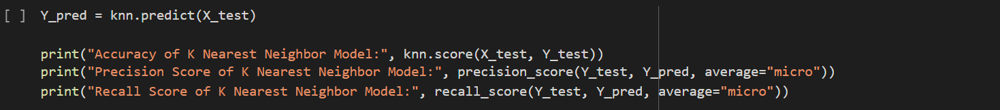 [ ] Y_pred = knn.predict(X_test)
print("Accuracy of K Nearest Neighbor Model:", knn.score(X_test, Y_test))
print("Precision Score of K Nearest Neighbor Model:", precision_score(Y_test, Y_pred, average="micro"))
print("Recall Score of K Nearest Neighbor Model:", recall_score(Y_test, Y_pred, average="micro"))